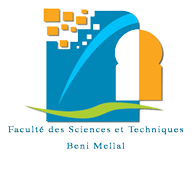 Faculté des Sciences et Techniques
Beni Mellal